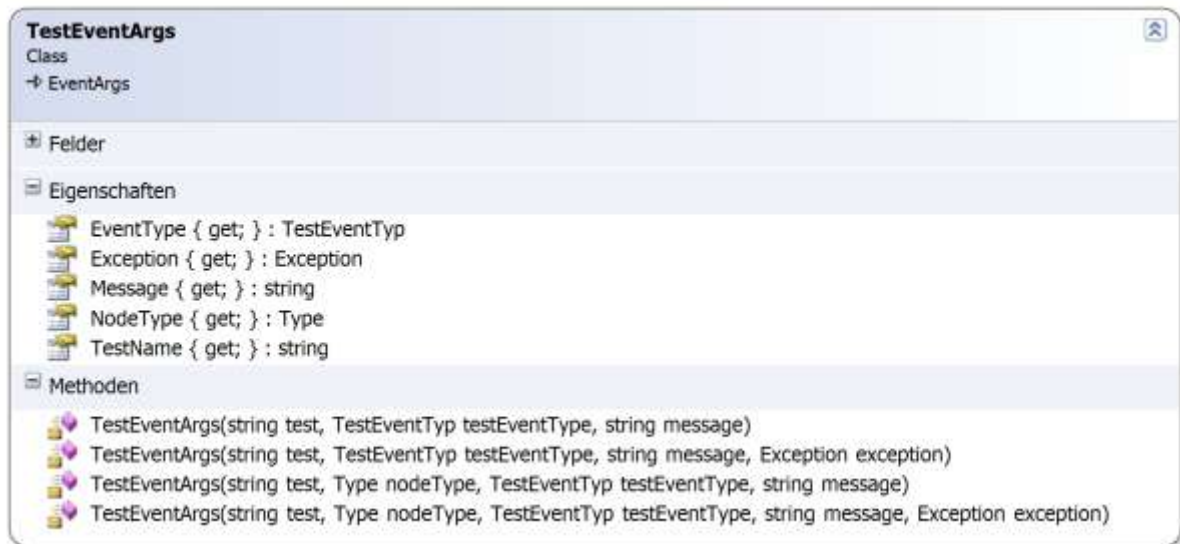 TestEventArgs
Class
EventArgs
Felder
Eigenschaften
EventType { get; } : TestEventTyp
Exception { get; } : Exception
Message { get; } : string
NodeType { get; } : Type
TestName { get; } : string
Methoden
TestEventArgs(string test, TestEventTyp testEventType, string message)
TestEventArgs(string test, TestEventTyp testEventType, string message, Exception exception)
TestEventArgs(string test, Type nodeType, TestEventTyp testEventType, string message)
TestEventArgs(string test, Type nodeType, TestEventTyp testEventType, string message, Exception exception)